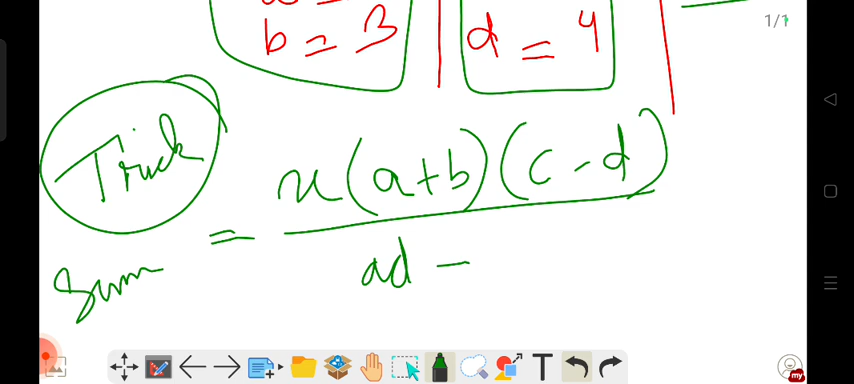 1/1
b = 3
d = 4
Trick
Sum = x(a+b)(c-d)
ad -